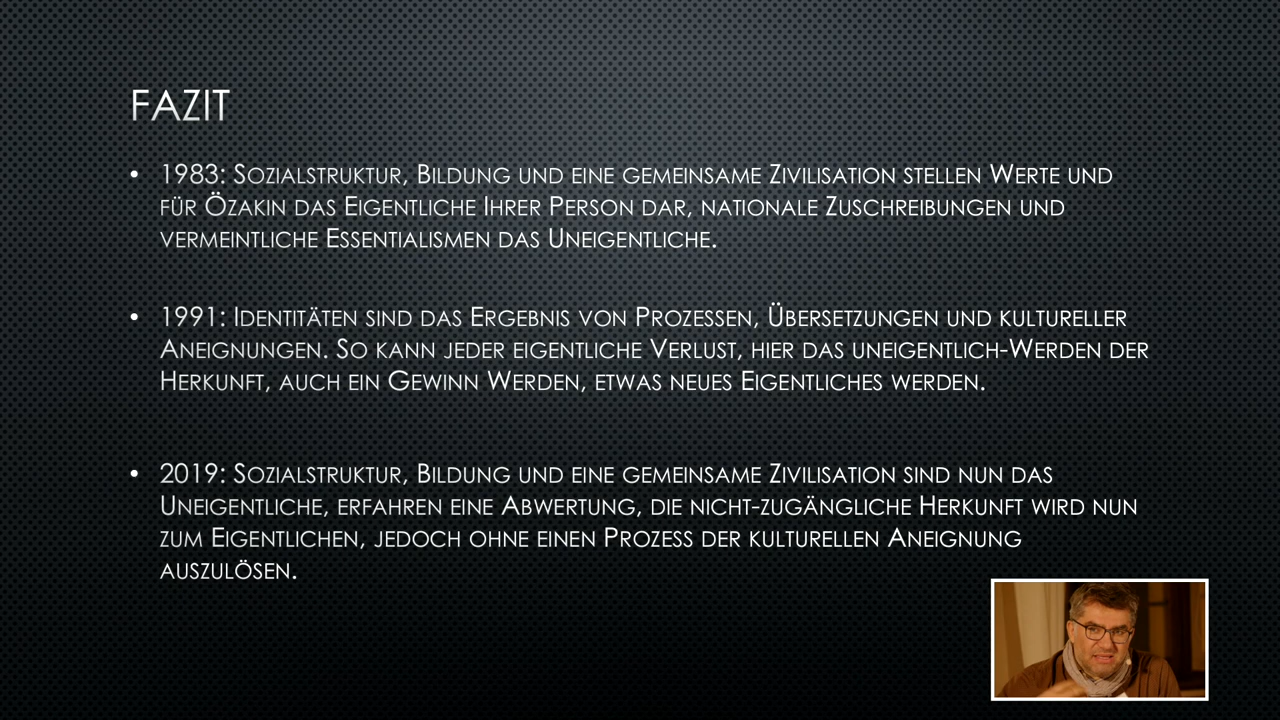 FAZIT
• 1983: Sozialstruktur, Bildung und eine gemeinsame Zivilisation stellen Werte und
für Özakin das Eigentliche Ihrer Person dar, nationale Zuschreibungen und
vermeintliche Essentialismen das Uneigentliche.
• 1991: Identitäten sind das Ergebnis von Prozessen, Übersetzungen und kultureller
Aneignungen. So kann jeder eigentliche Verlust, hier das uneigentlich-Werden der
Herkunft, auch ein Gewinn Werden, etwas neues Eigentliches werden.
• 2019: Sozialstruktur, Bildung und eine gemeinsame Zivilisation sind nun das
Uneigentliche, erfahren eine Abwertung, die nicht-zugängliche Herkunft wird nun
zum Eigentlichen, jedoch ohne einen Prozess der kulturellen Aneignung
auszulösen.